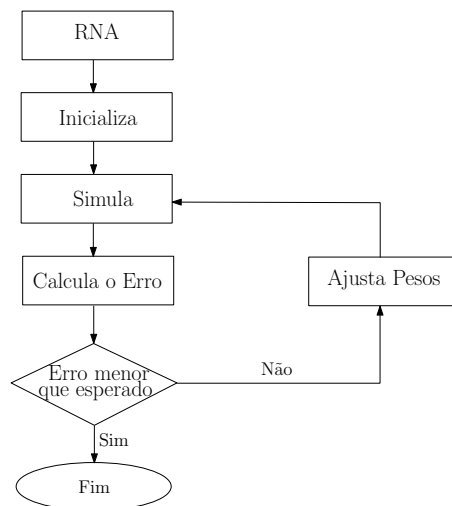 RNA
Inicializa
Simula
Calcula o Erro
Ajusta Pesos
Erro menor
que esperado
Não
Sim
Fim